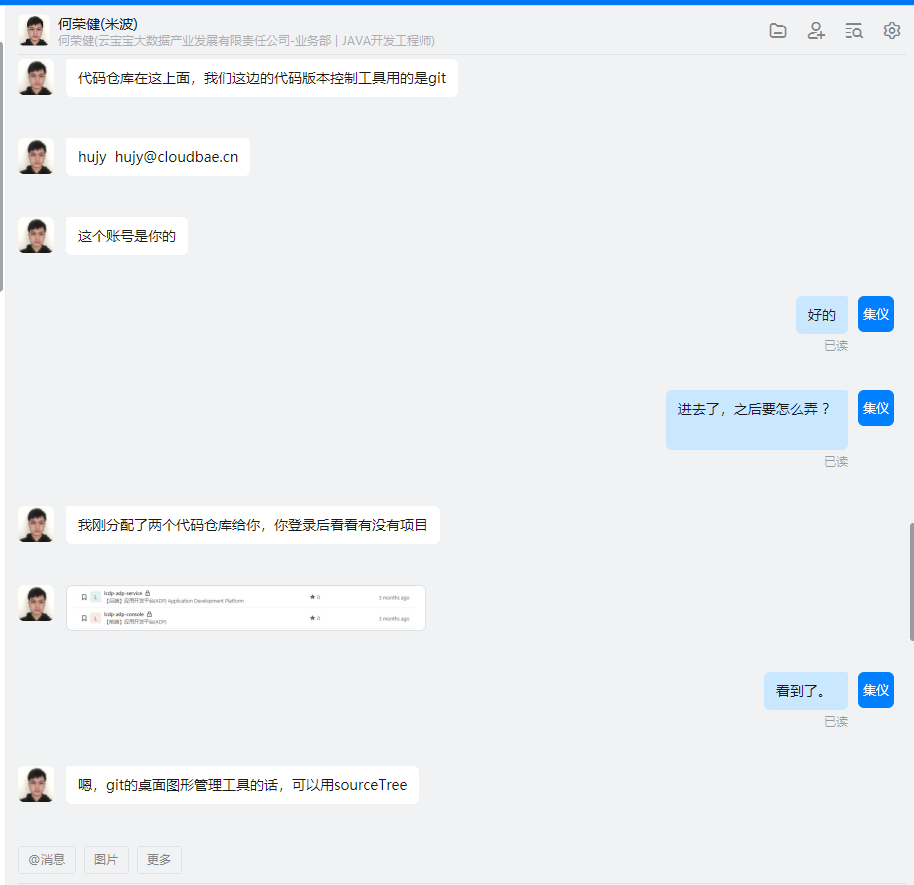 何荣健(米波)
何荣健(云宝宝大数据产业发展有限责任公司-业务部 | JAVA开发工程师)
代码仓库在这上面，我们这边的代码版本控制工具用的是git
hujy  hujy@cloudbae.cn
这个账号是你的
好的
集仪
已读
进去了，之后要怎么弄？
集仪
已读
我刚分配了两个代码仓库给你，你登录后看看有没有项目
L lcdp-adp-service ★ 0 3 months ago
【后端】应用开发平台(ADP) Application Development Platform
L lcdp-adp-console ★ 0 3 months ago
【前端】应用开发平台(ADP)
看到了。
集仪
已读
嗯，git的桌面图形管理工具的话，可以用sourceTree
@消息 图片 更多